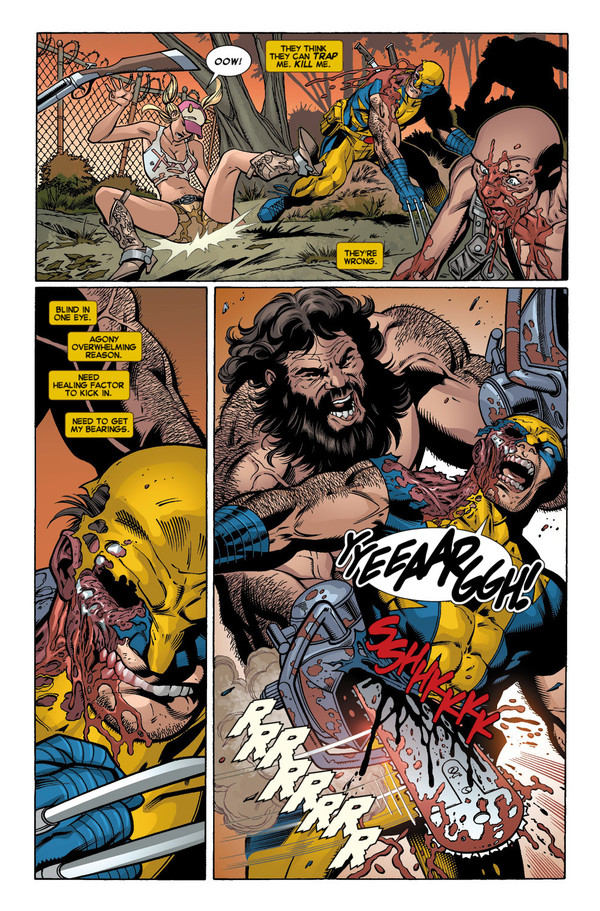 OOW!
THEY THINK
THEY CAN TRAP
ME. KILL ME.
THEY'RE
WRONG.
BLIND IN
ONE EYE.
AGONY
OVERWHELMING
REASON.
NEED
HEALING FACTOR
TO KICK IN.
NEED TO GET
MY BEARINGS.
YYEEAARGGH!
SSHHKKKK
RRRRRRRRR